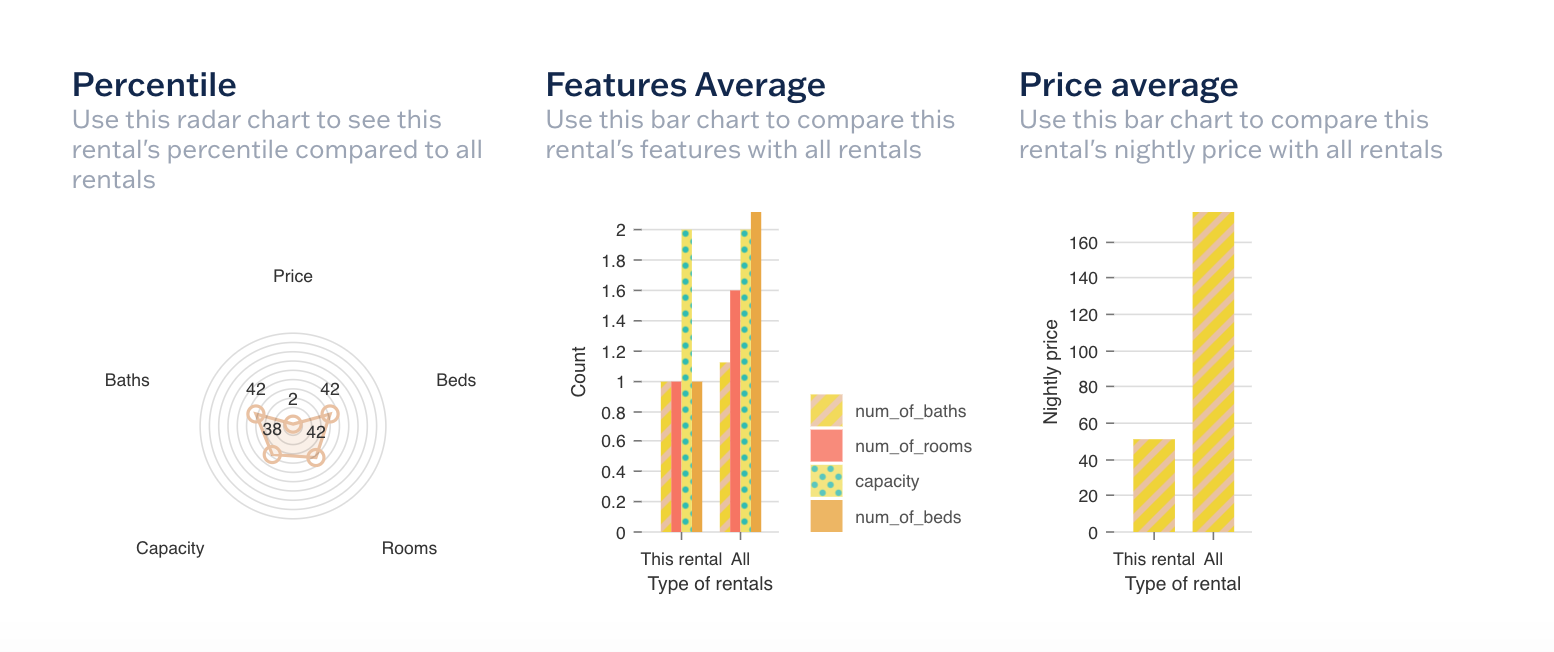 Percentile
Use this radar chart to see this
rental's percentile compared to all
rentals
Price
Baths
Beds
42
42
2
38
42
Capacity
Rooms
Features Average
Use this bar chart to compare this
rental's features with all rentals
2
1.8
1.6
1.4
1.2
1
0.8
0.6
0.4
0.2
0
Count
This rental All
Type of rentals
num_of_baths
num_of_rooms
capacity
num_of_beds
Price average
Use this bar chart to compare this
rental's nightly price with all rentals
160
140
120
100
80
60
40
20
0
Nightly price
This rental All
Type of rental